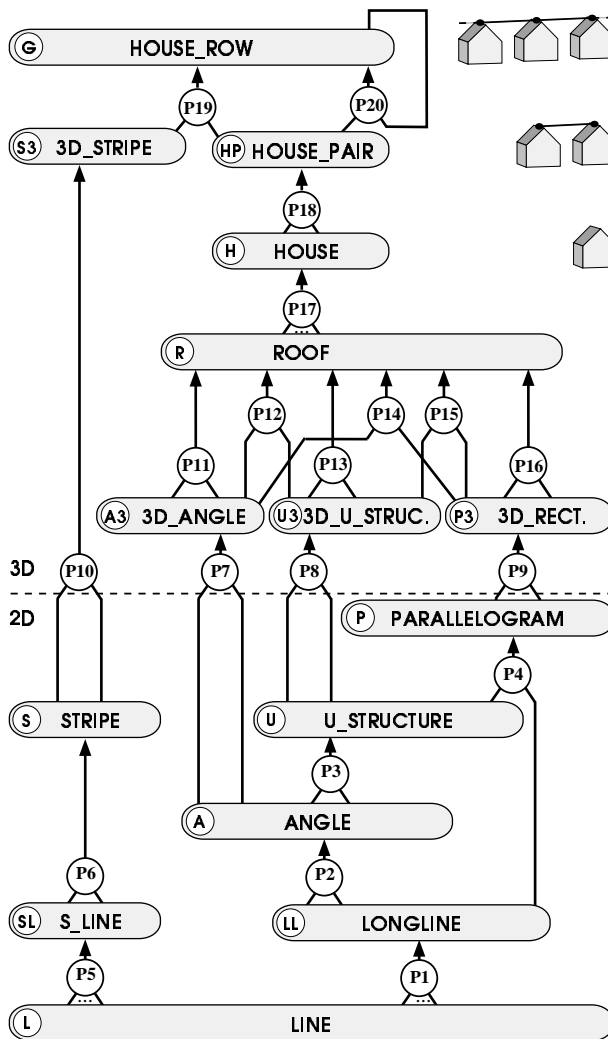 G HOUSE_ROW
P19 P20
S3 3D_STRIPE HP HOUSE_PAIR
P18
H HOUSE
P17
...
R ROOF
P12 P14 P15
P11 P13 P16
A3 3D_ANGLE U3 3D_U_STRUC. P3 3D_RECT.
3D P10 P7 P8 P9
2D P PARALLELOGRAM
P4
S STRIPE U U_STRUCTURE
P3
A ANGLE
P6 P2
SL S_LINE LL LONGLINE
P5 P1
... ...
L LINE